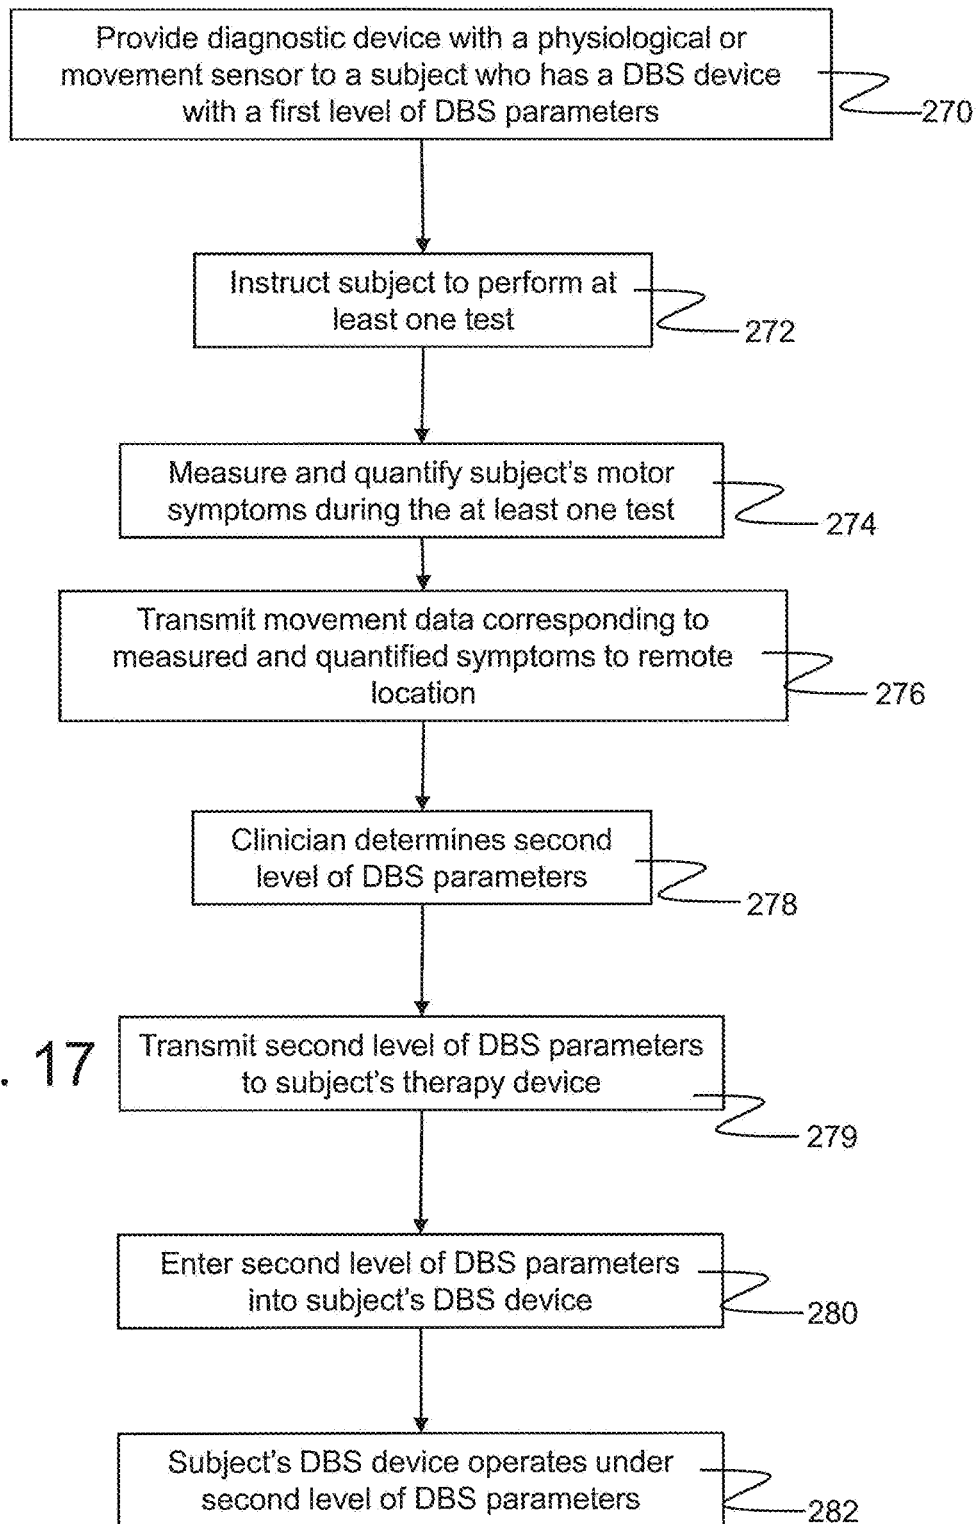 Provide diagnostic device with a physiological or
movement sensor to a subject who has a DBS device
with a first level of DBS parameters
270
Instruct subject to perform at
least one test
272
Measure and quantify subject's motor
symptoms during the at least one test
274
Transmit movement data corresponding to
measured and quantified symptoms to remote
location
276
Clinician determines second
level of DBS parameters
278
. 17
Transmit second level of DBS parameters
to subject's therapy device
279
Enter second level of DBS parameters
into subject's DBS device
280
Subject's DBS device operates under
second level of DBS parameters
282